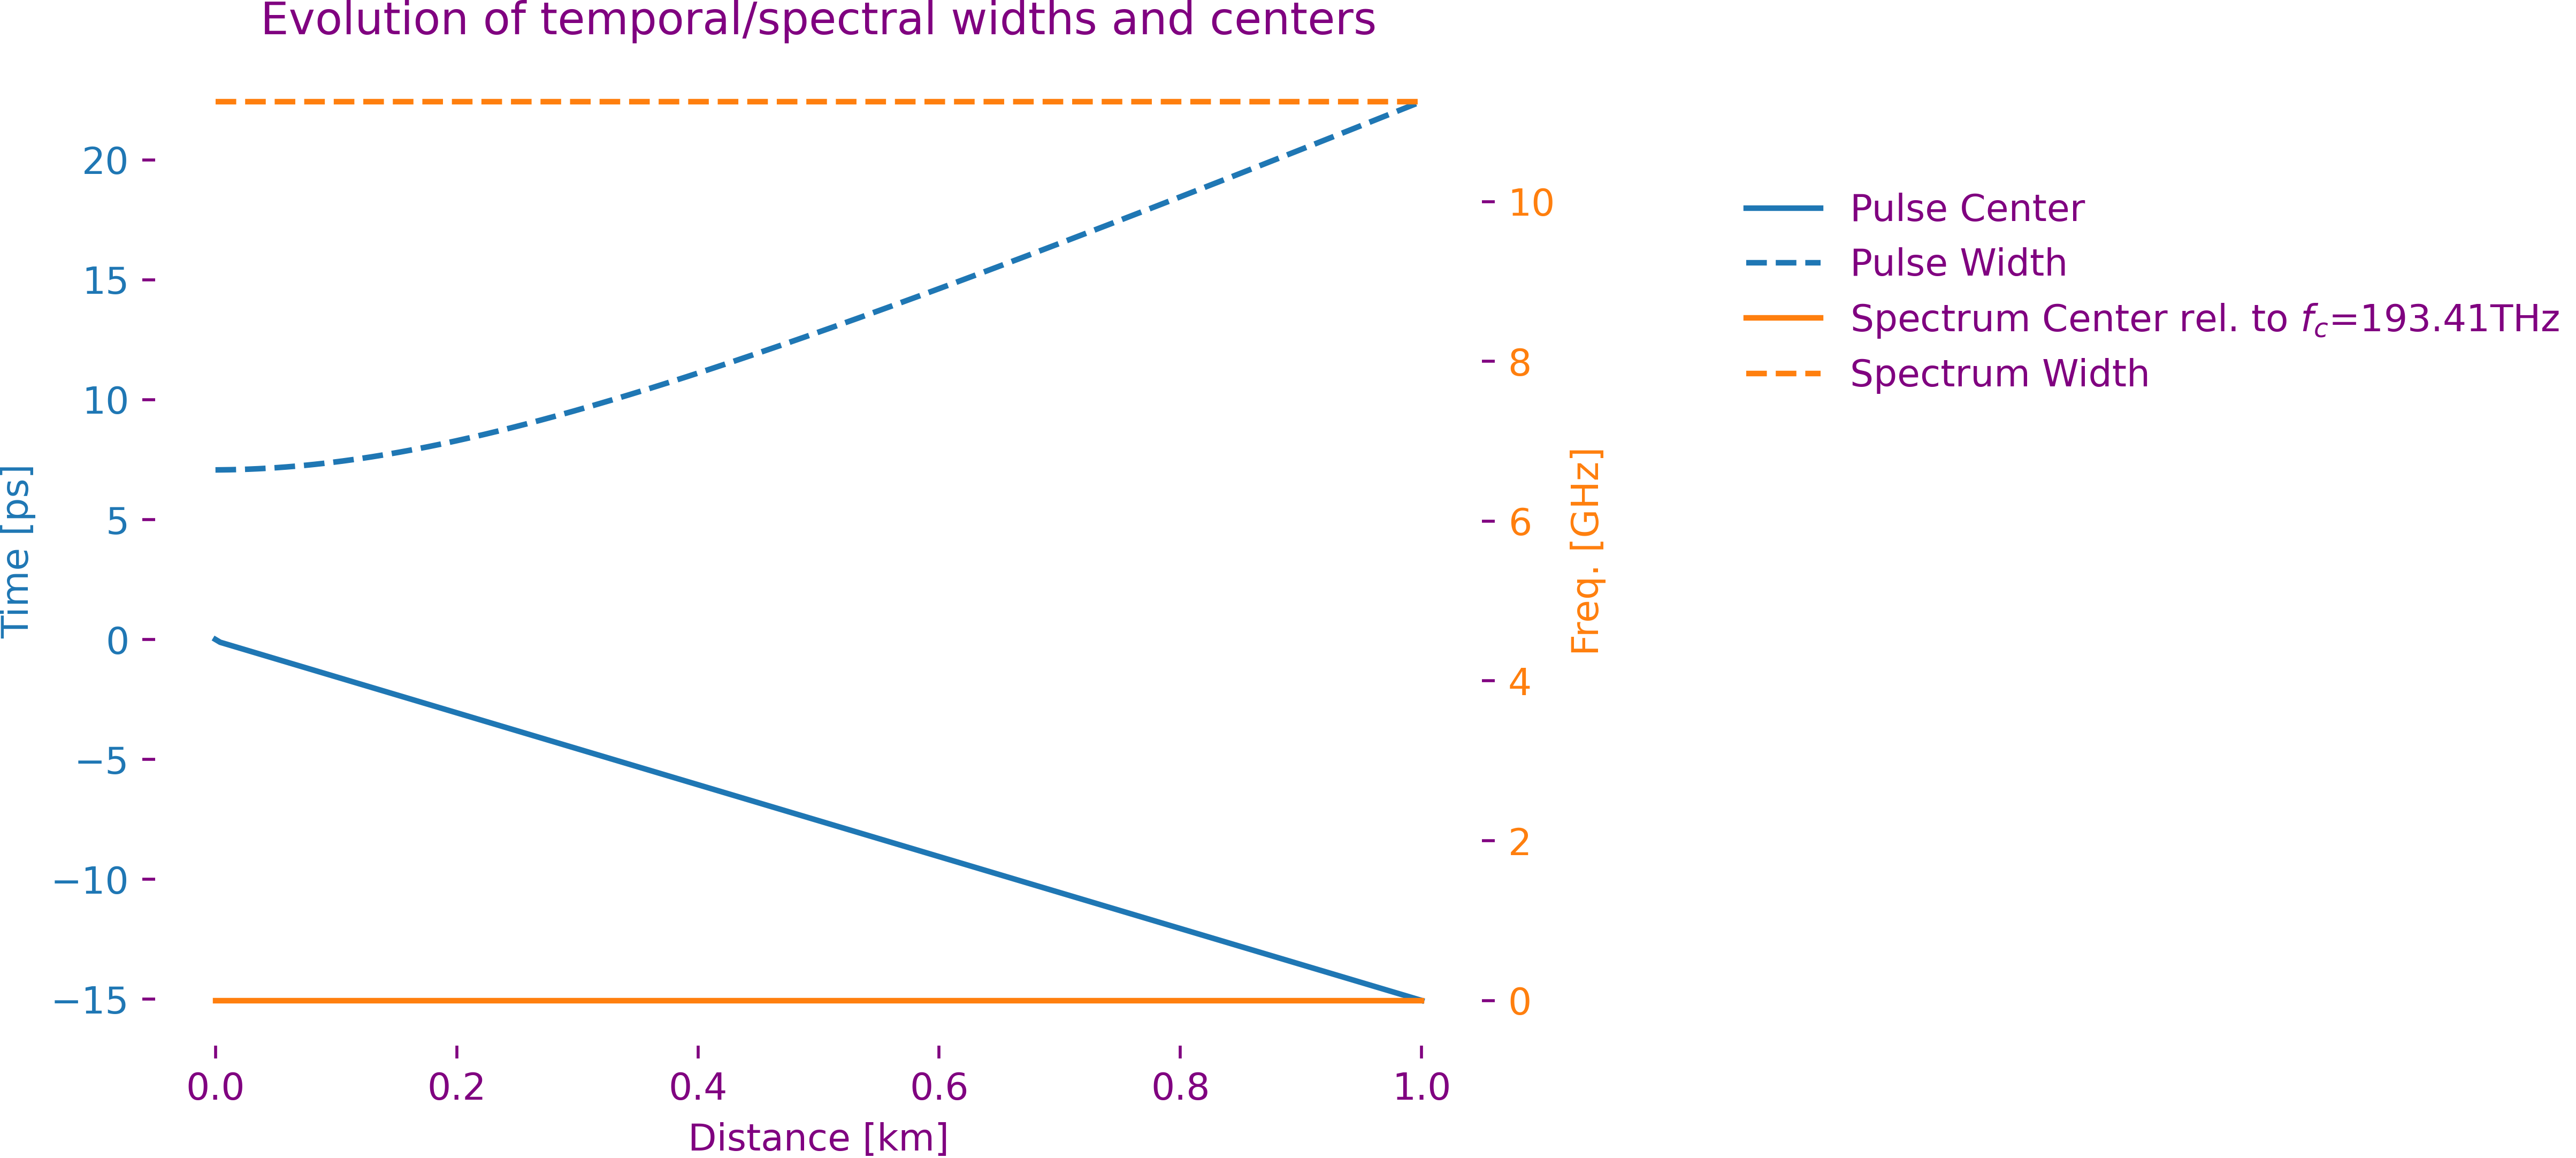 Evolution of temporal/spectral widths and centers
20
15
10
5
0
−5
−10
−15
Time [ps]
10
8
6
4
2
0
Freq. [GHz]
0.0 0.2 0.4 0.6 0.8 1.0
Distance [km]
Pulse Center
Pulse Width
Spectrum Center rel. to f_c=193.41THz
Spectrum Width